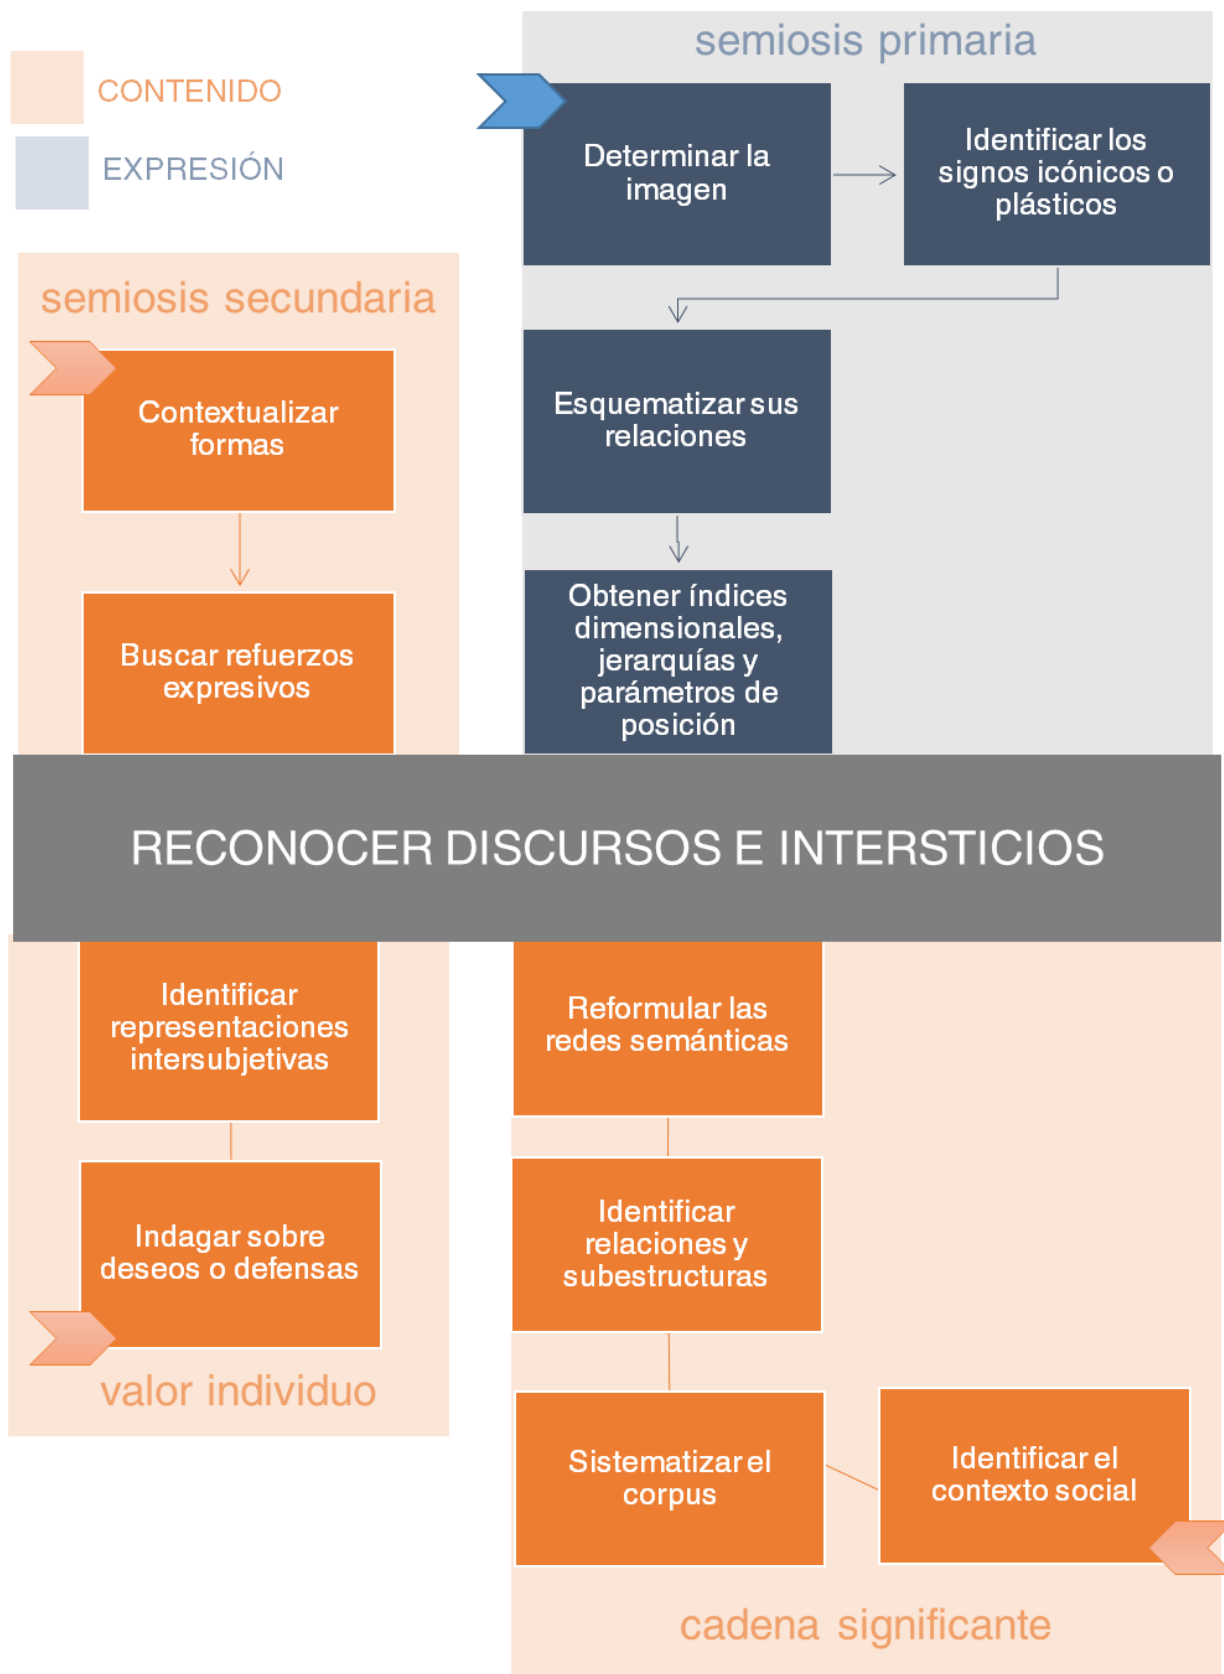 CONTENIDO
EXPRESIÓN
semiosis primaria
Determinar la
imagen
Identificar los
signos icónicos o
plásticos
Esquematizar sus
relaciones
Obtener índices
dimensionales,
jerarquías y
parámetros de
posición
semiosis secundaria
Contextualizar
formas
Buscar refuerzos
expresivos
RECONOCER DISCURSOS E INTERSTICIOS
Identificar
representaciones
intersubjetivas
Indagar sobre
deseos o defensas
valor individuo
Reformular las
redes semánticas
Identificar
relaciones y
subestructuras
Sistematizar el
corpus
Identificar el
contexto social
cadena significante